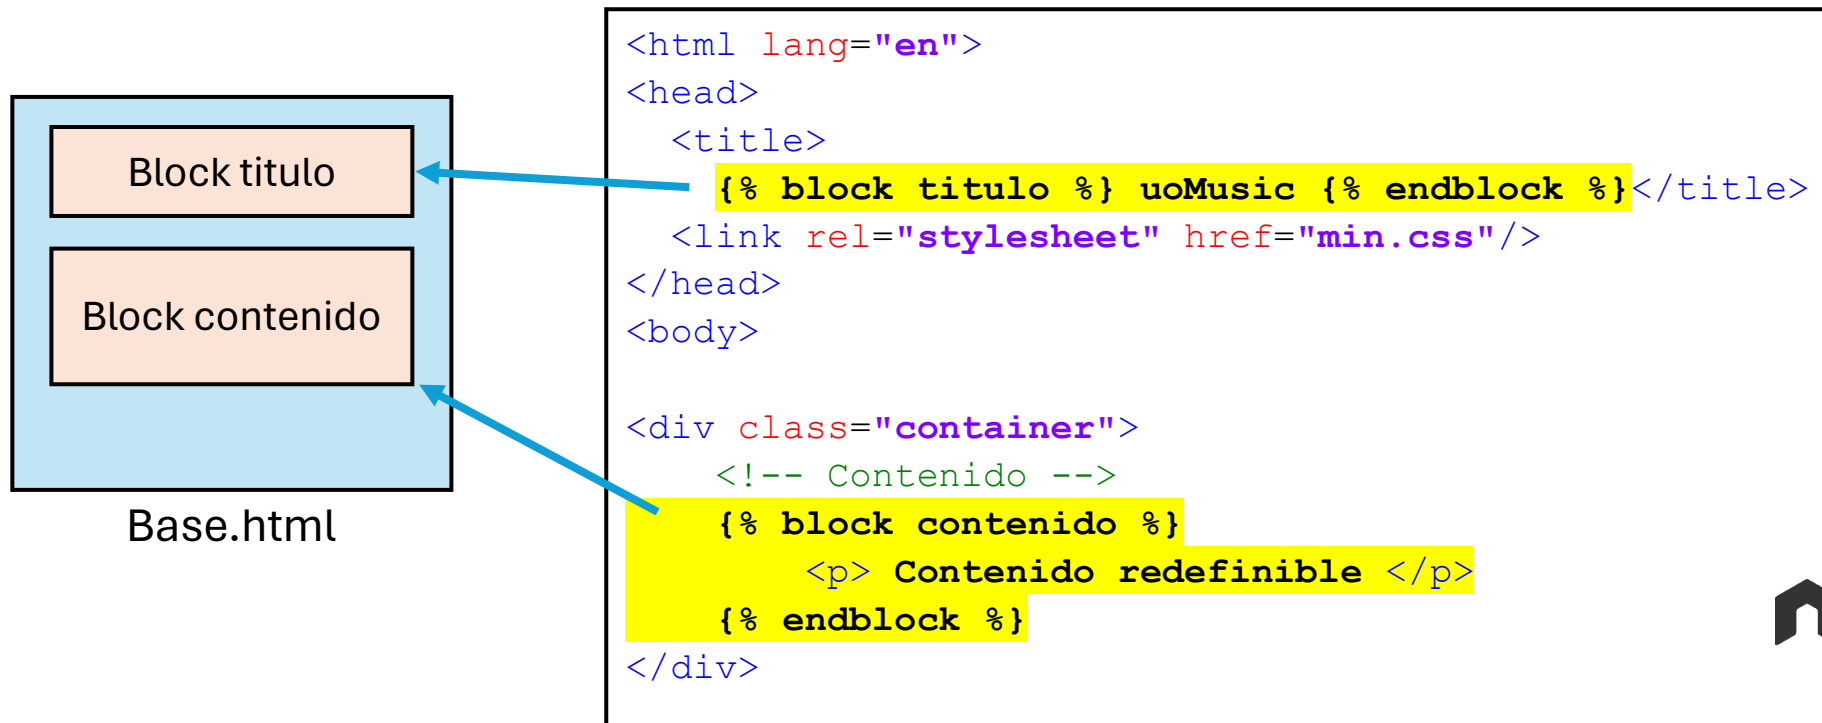 Block titulo
Block contenido
Base.html
<html lang="en">
<head>
<title>
{% block titulo %} uoMusic {% endblock %}</title>
<link rel="stylesheet" href="min.css"/>
</head>
<body>
<div class="container">
<!-- Contenido -->
{% block contenido %}
<p> Contenido redefinible </p>
{% endblock %}
</div>